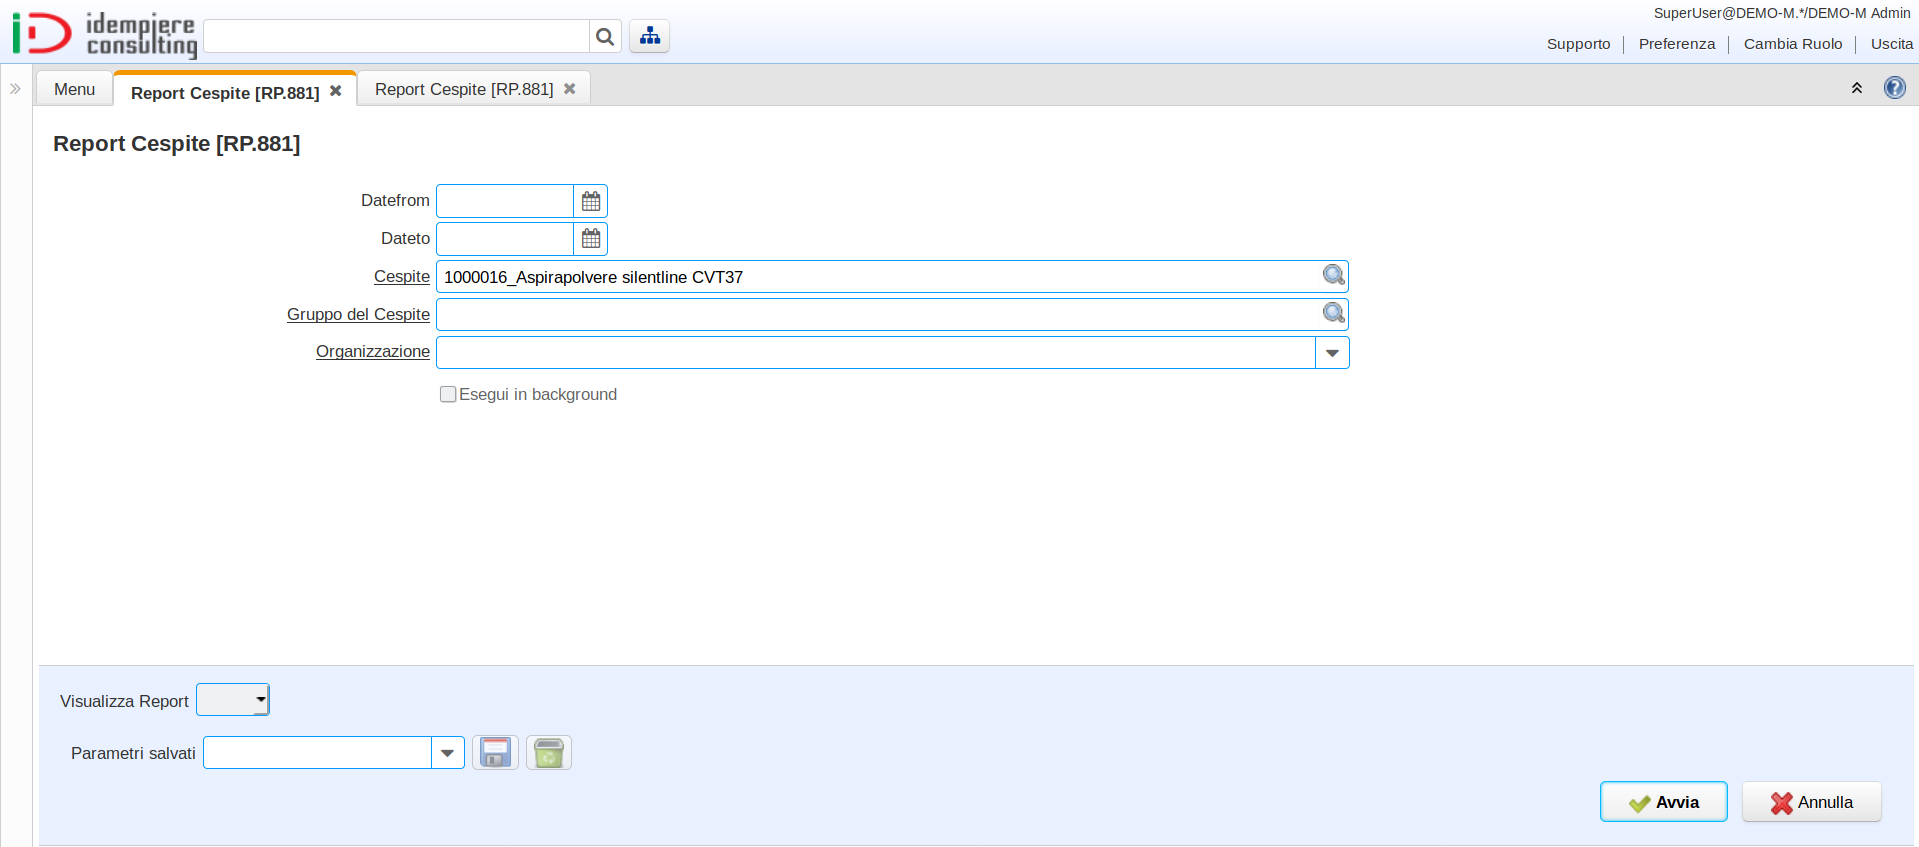 SuperUser@DEMO-M.*/DEMO-M Admin
idempiere
consulting
Supporto
Preferenza
Cambia Ruolo
Uscita
Menu
Report Cespite [RP.881]
Report Cespite [RP.881]
Report Cespite [RP.881]
Datefrom
Dateto
Cespite
1000016_Aspirapolvere silentline CVT37
Gruppo del Cespite
Organizzazione
Esegui in background
Visualizza Report
Parametri salvati
Avvia
Annulla